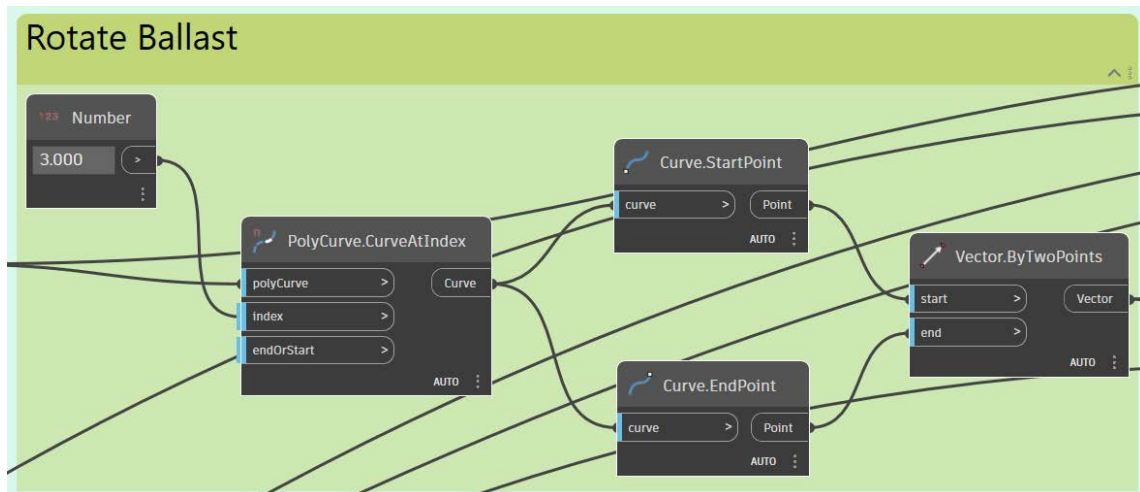 Rotate Ballast
123 Number
3.000 >
Curve.StartPoint
curve > Point
AUTO
n PolyCurve.CurveAtIndex
polyCurve > Curve
index >
endOrStart >
AUTO
Vector.ByTwoPoints
start > Vector
end >
AUTO
Curve.EndPoint
curve > Point
AUTO